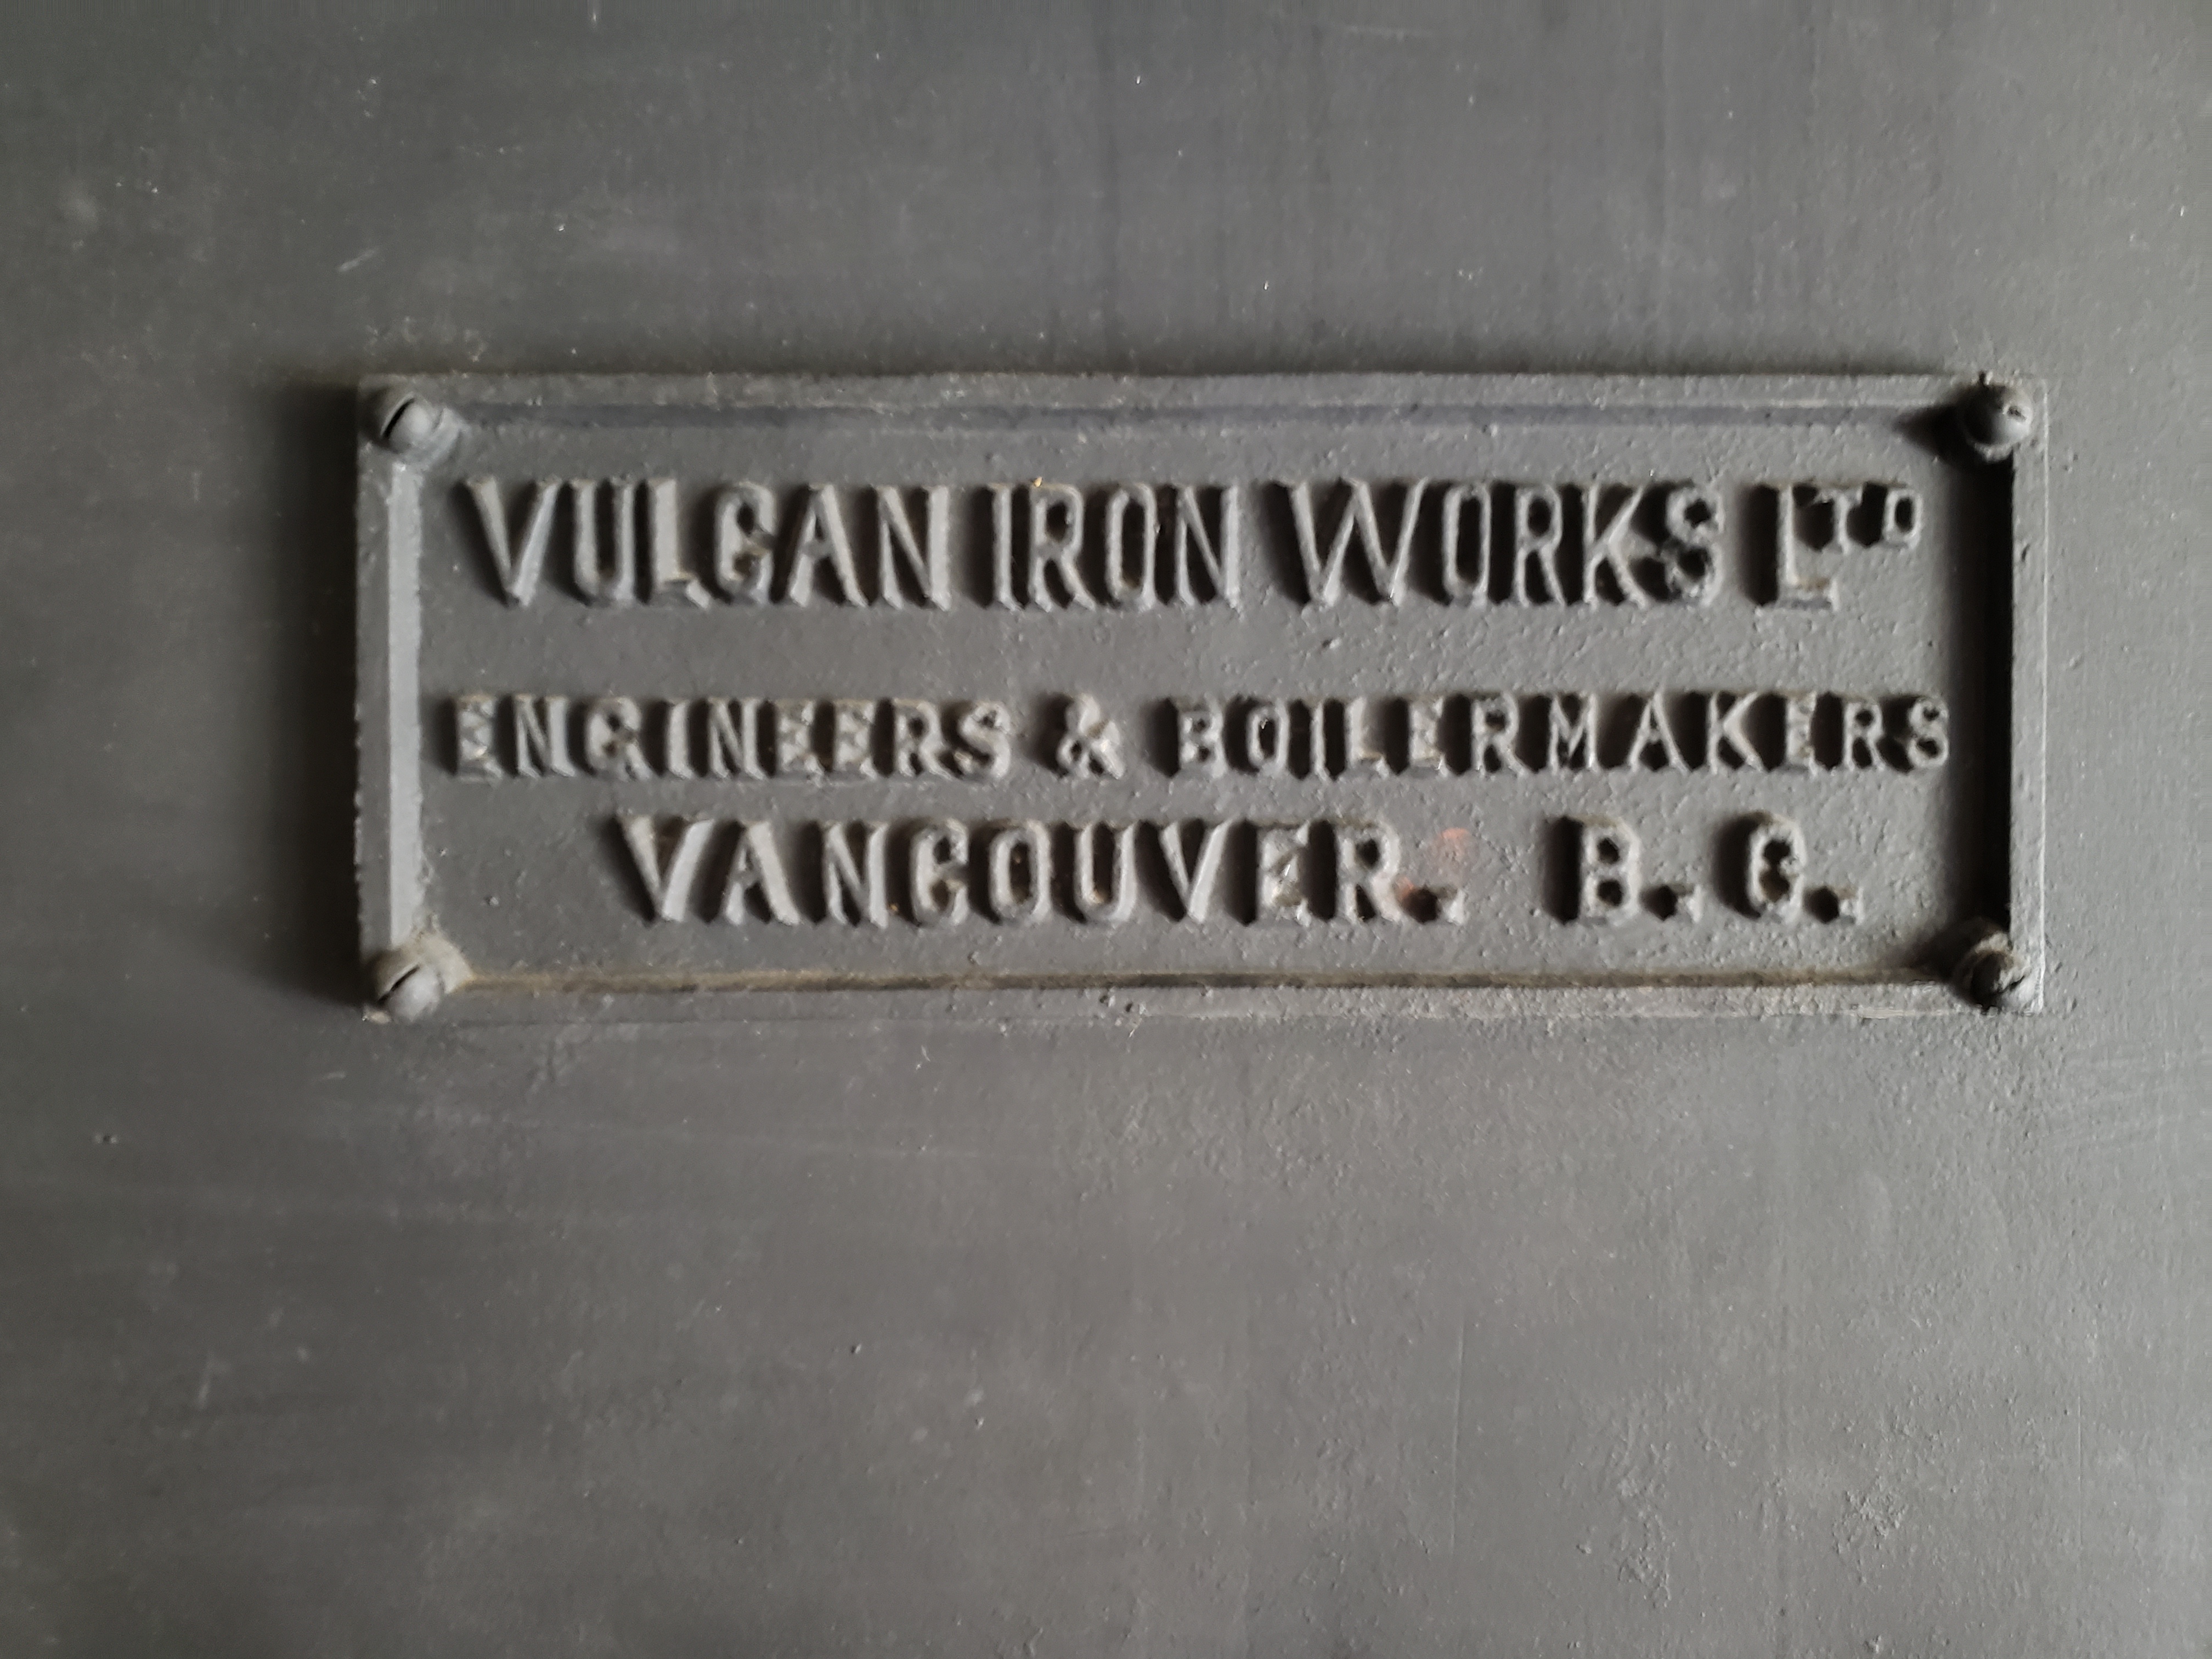 VULCAN IRON WORKS LTD
ENGINEERS & BOILERMAKERS
VANCOUVER. B. C.